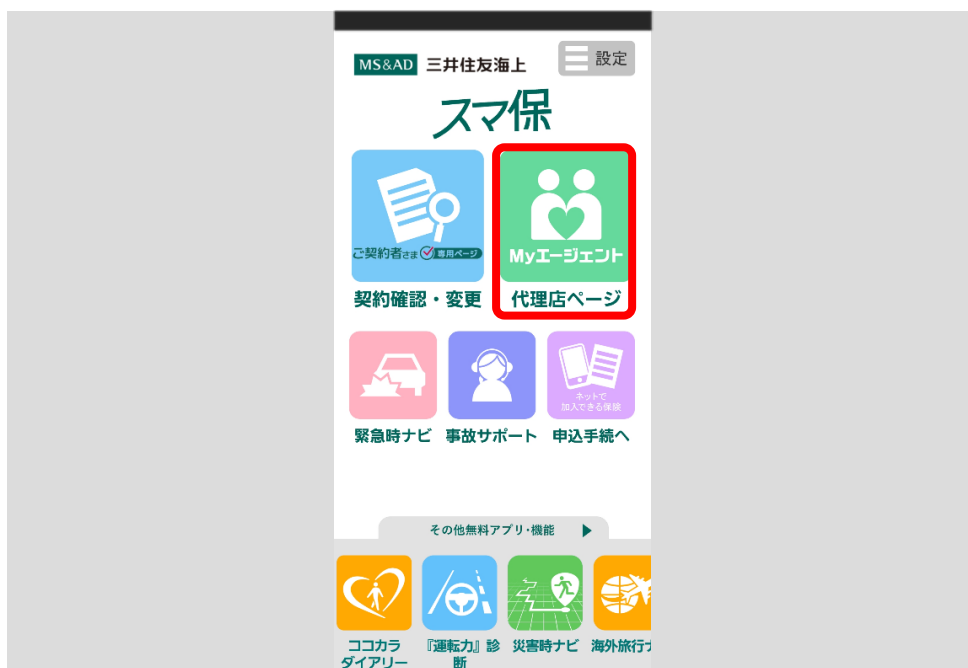 MS&AD 三井住友海上
設定
スマ保
ご契約者さま 専用ページ
契約確認・変更
Myエージェント
代理店ページ
緊急時ナビ
事故サポート
ネットで
加入できる保険
申込手続へ
その他無料アプリ・機能
ココカラ
ダイアリー
『運転力』診
断
災害時ナビ
海外旅行